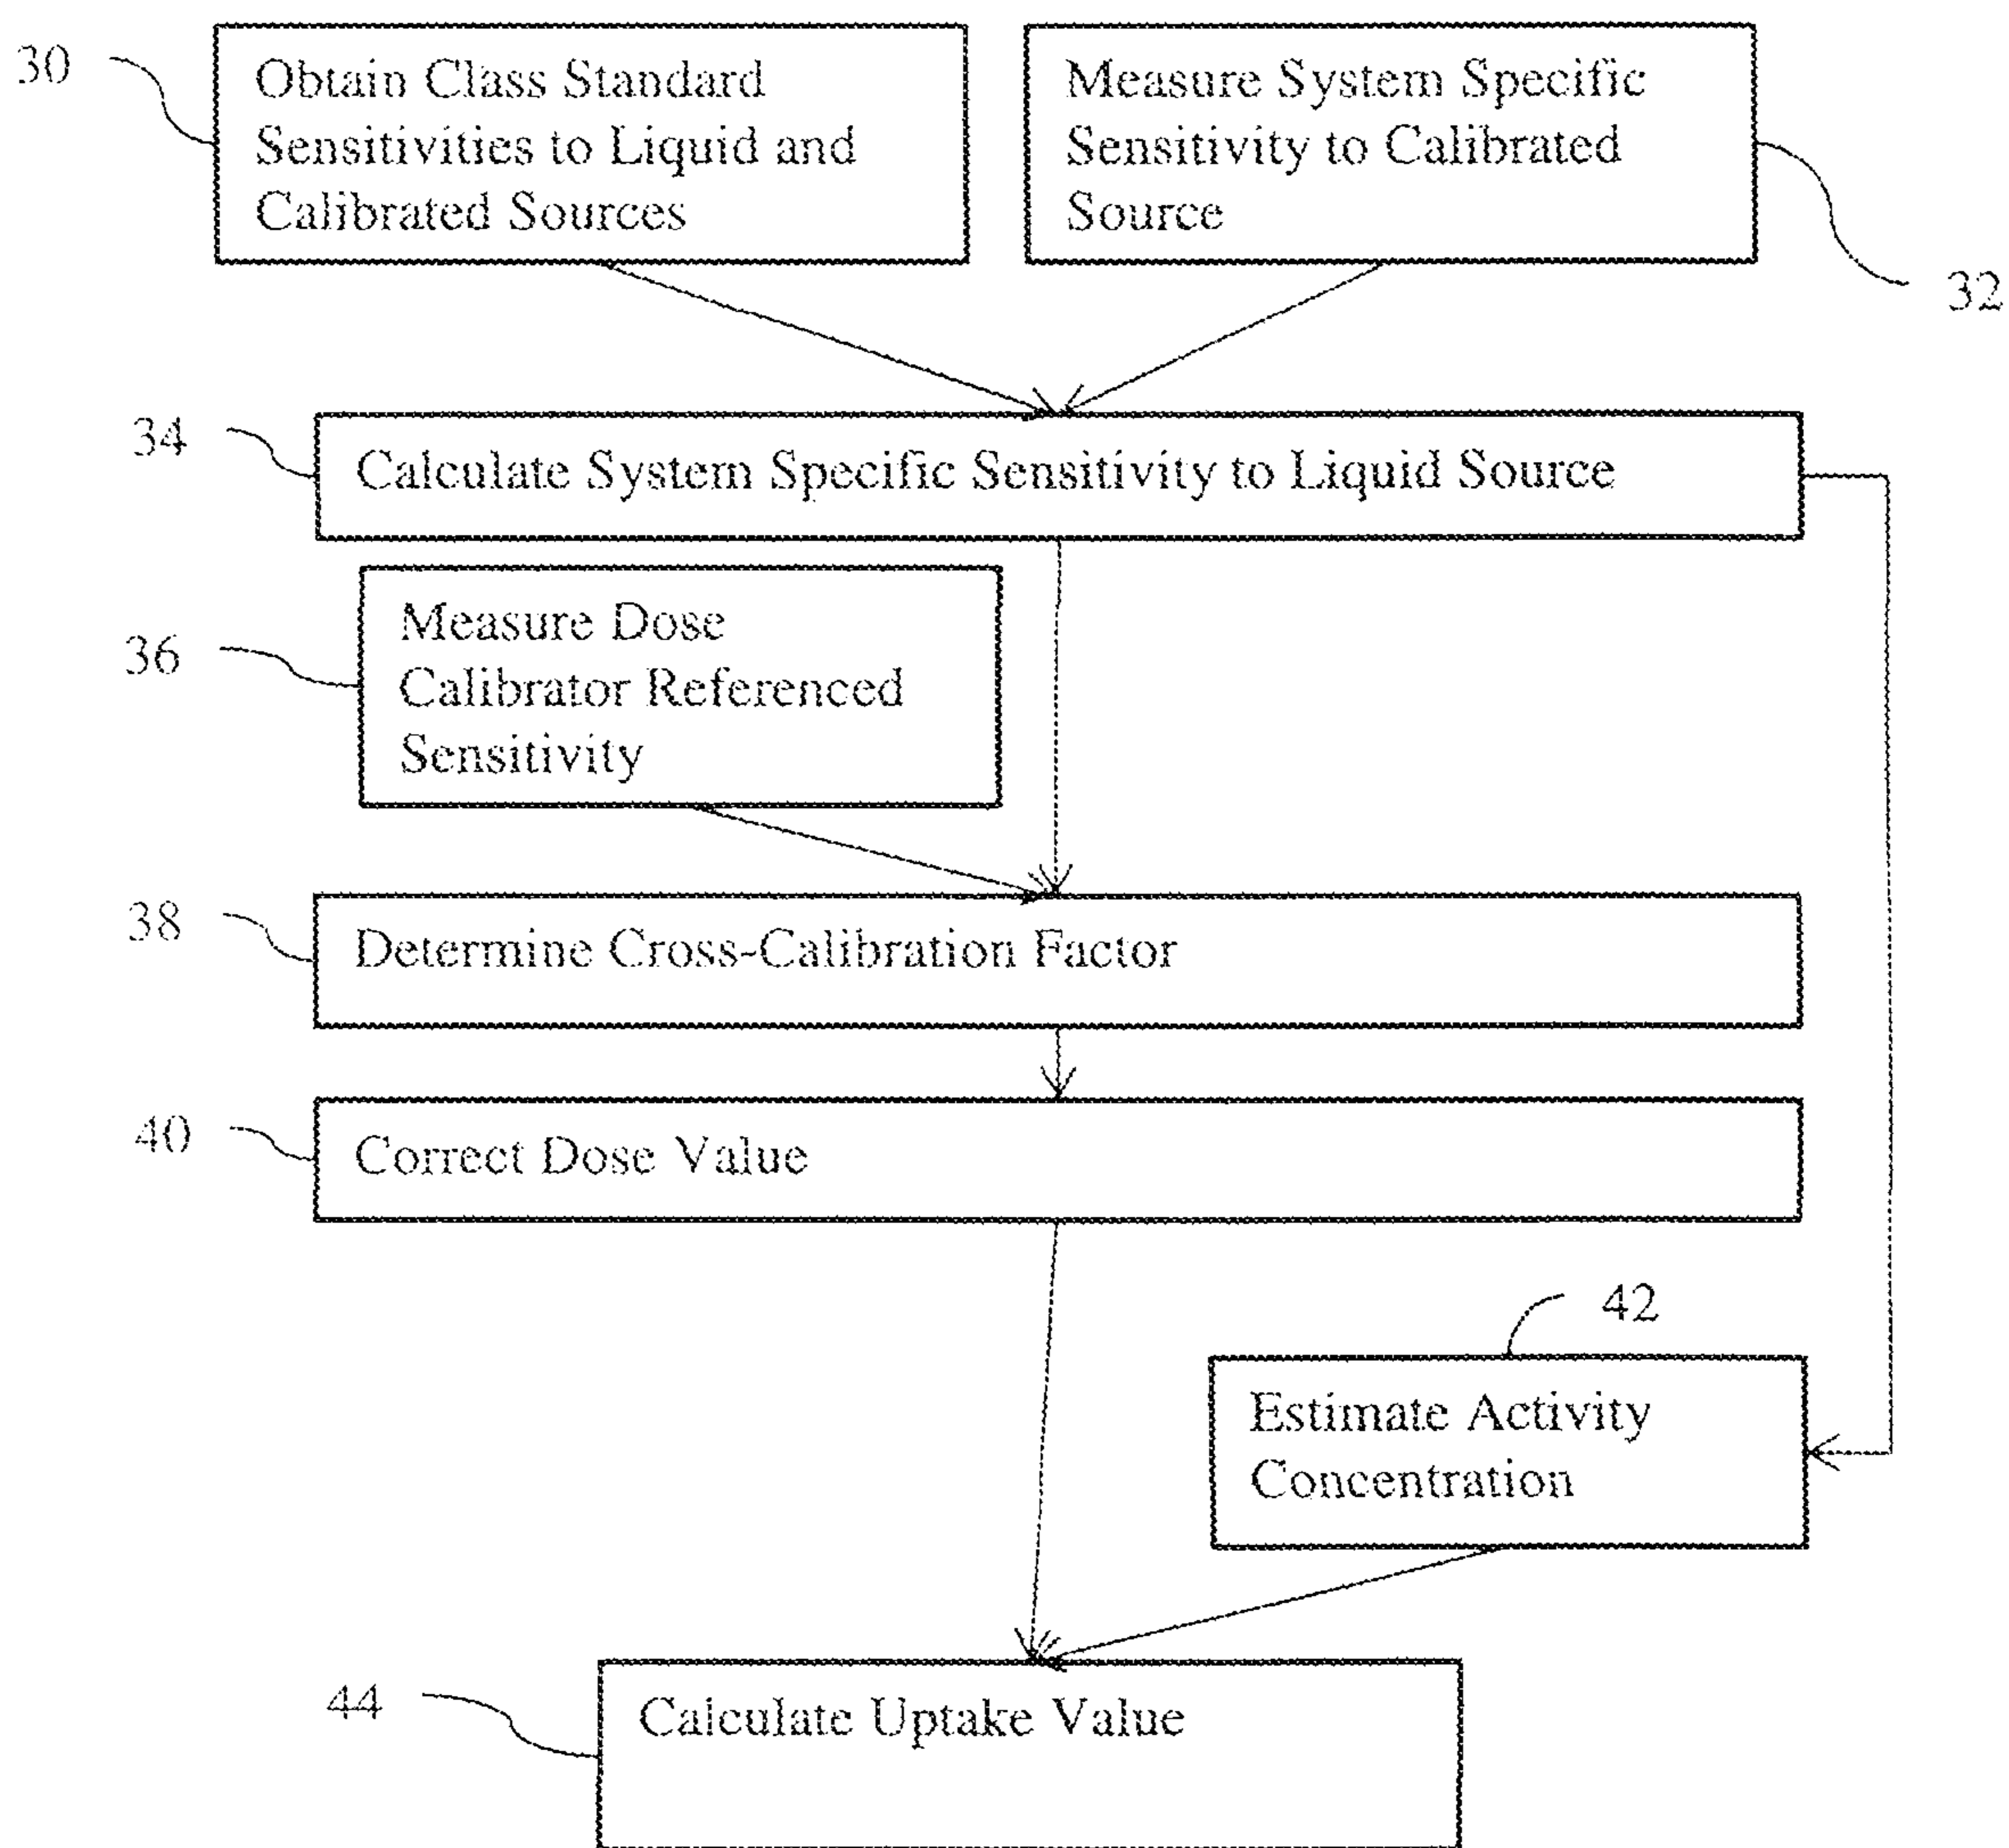 30
Obtain Class Standard
Sensitivities to Liquid and
Calibrated Sources
Measure System Specific
Sensitivity to Calibrated
Source
32
34
Calculate System Specific Sensitivity to Liquid Source
36
Measure Dose
Calibrator Referenced
Sensitivity
38
Determine Cross-Calibration Factor
40
Correct Dose Value
42
Estimate Activity
Concentration
44
Calculate Uptake Value